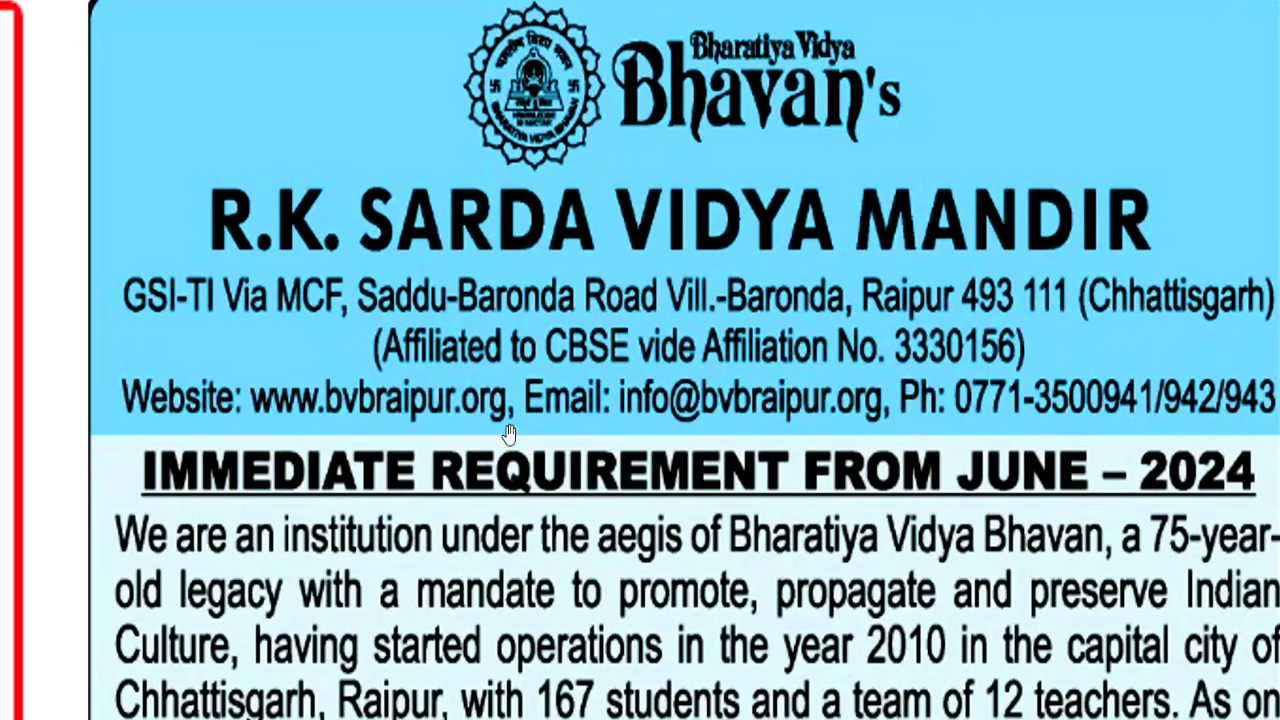 Bharatiya Vidya
Bhavan's
BHARATIYA VIDYA BHAVAN
R.K. SARDA VIDYA MANDIR
GSI-TI Via MCF, Saddu-Baronda Road Vill.-Baronda, Raipur 493 111 (Chhattisgarh)
(Affiliated to CBSE vide Affiliation No. 3330156)
Website: www.bvbraipur.org, Email: info@bvbraipur.org, Ph: 0771-3500941/942/943
IMMEDIATE REQUIREMENT FROM JUNE – 2024
We are an institution under the aegis of Bharatiya Vidya Bhavan, a 75-year-
old legacy with a mandate to promote, propagate and preserve Indian
Culture, having started operations in the year 2010 in the capital city of
Chhattisgarh, Raipur, with 167 students and a team of 12 teachers. As on